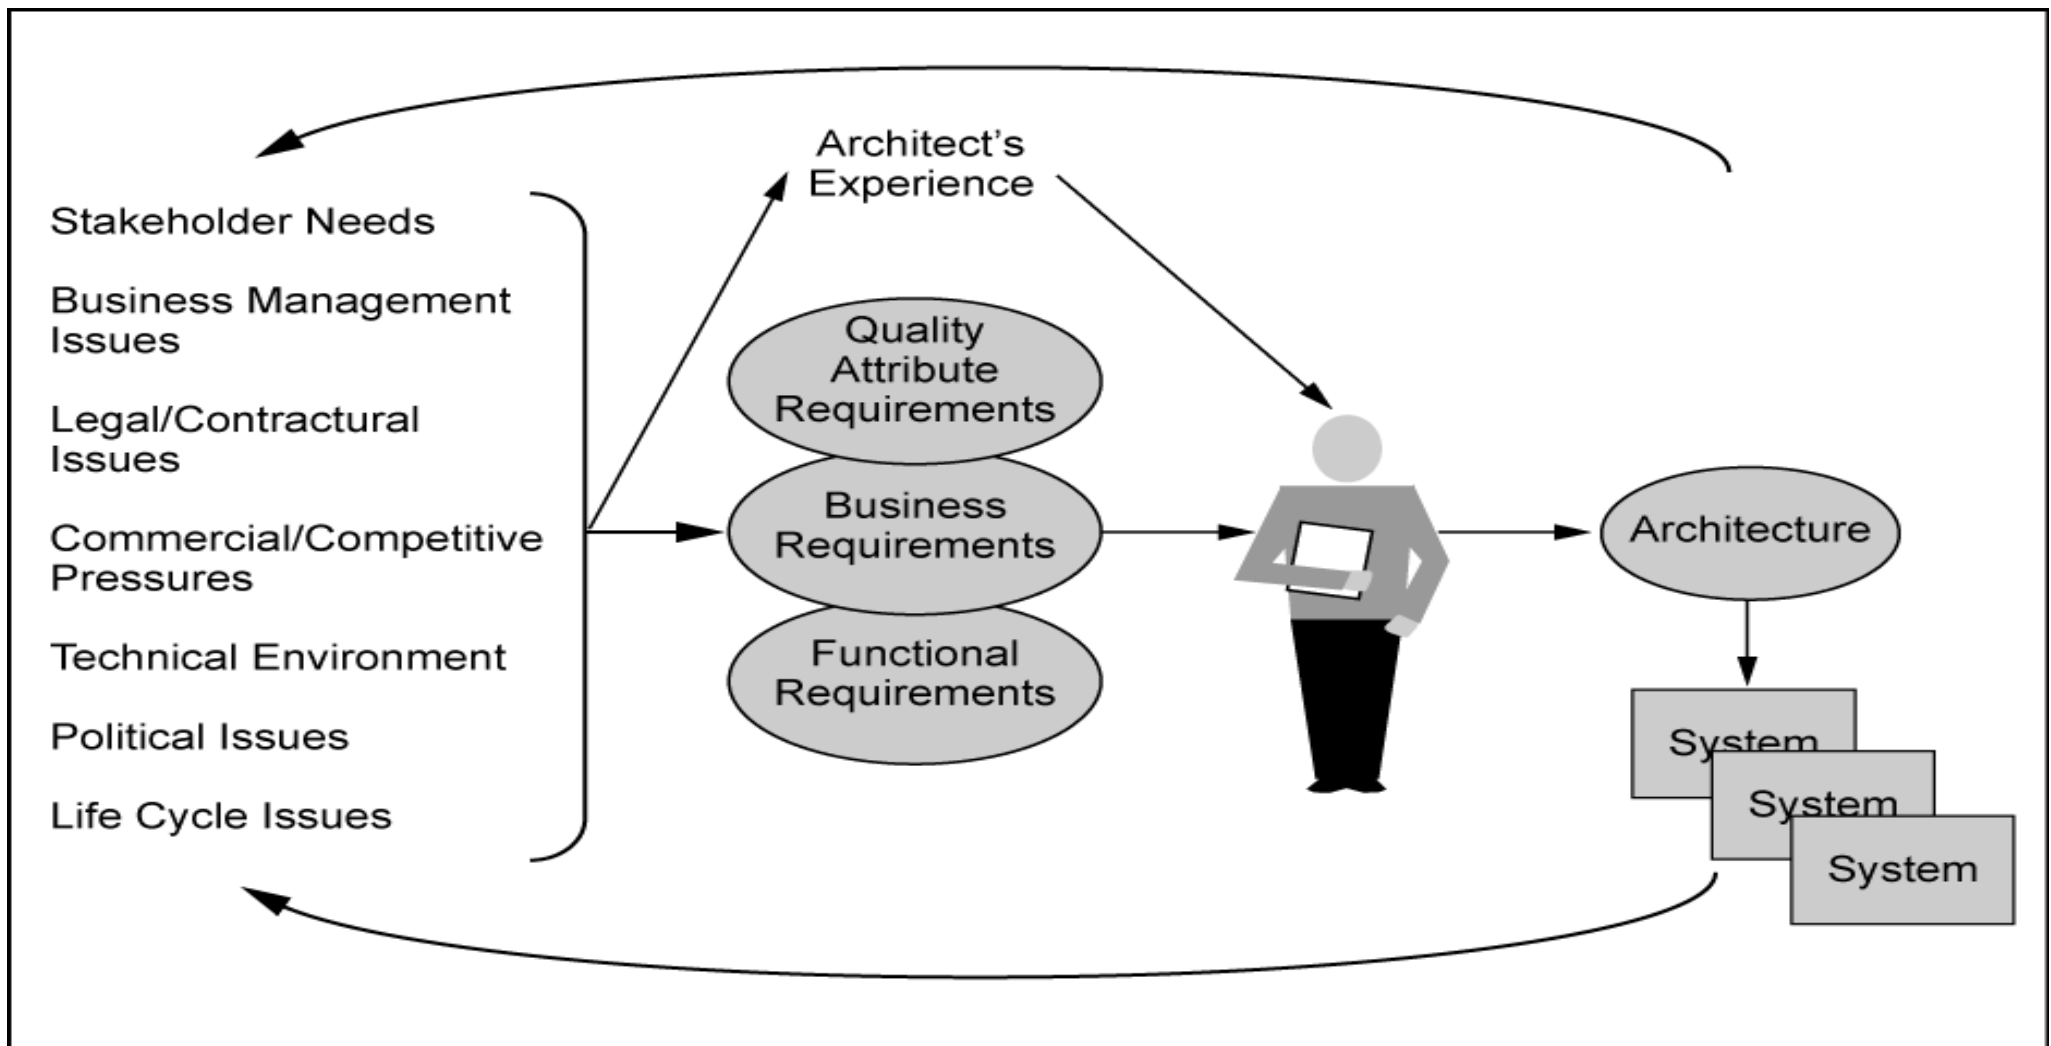 Stakeholder Needs
Business Management
Issues
Legal/Contractural
Issues
Commercial/Competitive
Pressures
Technical Environment
Political Issues
Life Cycle Issues
Architect’s
Experience
Quality
Attribute
Requirements
Business
Requirements
Functional
Requirements
Architecture
System
System
System